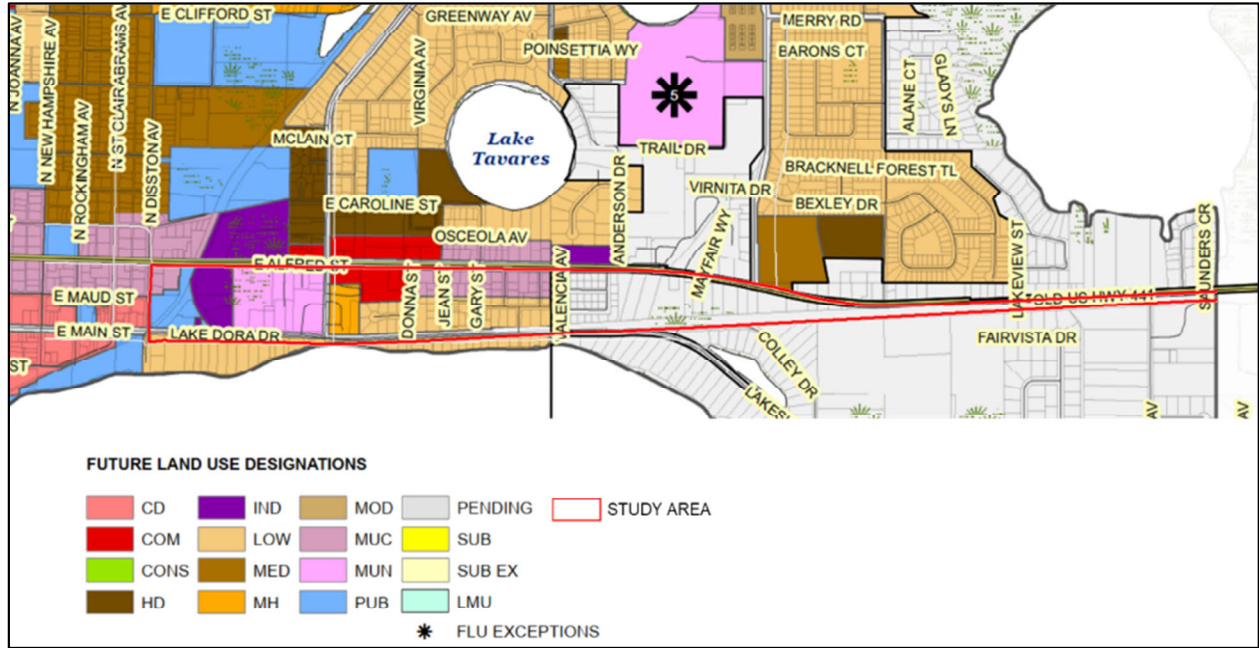 E CLIFFORD ST
GREENWAY AV
MERRY RD
N JOANNA AV
N NEW HAMPSHIRE AV
N ROCKINGHAM AV
N ST CLAIR ABRAMS AV
N DISSTON AV
VIRGINIA AV
POINSETTIA WY
BARONS CT
ALANE CT
GLADYS LN
5
MCLAIN CT
Lake
Tavares
TRAIL DR
ANDERSON DR
BRACKNELL FOREST TL
VIRNITA DR
BEXLEY DR
E CAROLINE ST
OSCEOLA AV
MAYFAIR WY
LAKEVIEW ST
SAUNDERS CR
E ALFRED ST
E MAUD ST
DONNA ST
JEAN ST
GARY ST
VALENCIA AV
OLD US HWY 441
E MAIN ST
LAKE DORA DR
FAIRVISTA DR
ST
COLLEY DR
AV
AV
FUTURE LAND USE DESIGNATIONS
CD IND MOD PENDING STUDY AREA
COM LOW MUC SUB
CONS MED MUN SUB EX
HD MH PUB LMU
FLU EXCEPTIONS